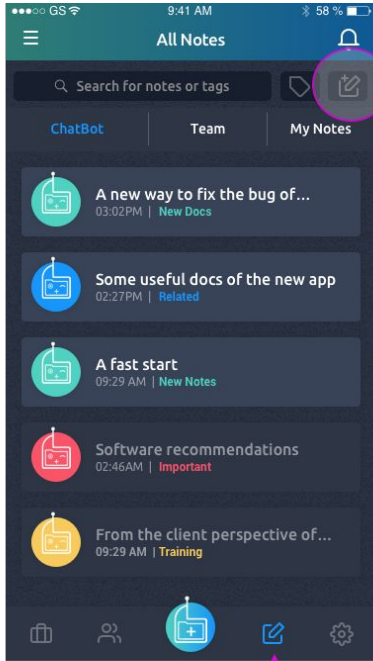 GS 9:41 AM 58 %
All Notes
Search for notes or tags
ChatBot Team My Notes
A new way to fix the bug of...
03:02PM | New Docs
Some useful docs of the new app
02:27PM | Related
A fast start
09:29 AM | New Notes
Software recommendations
02:46AM | Important
From the client perspective of...
09:29 AM | Training